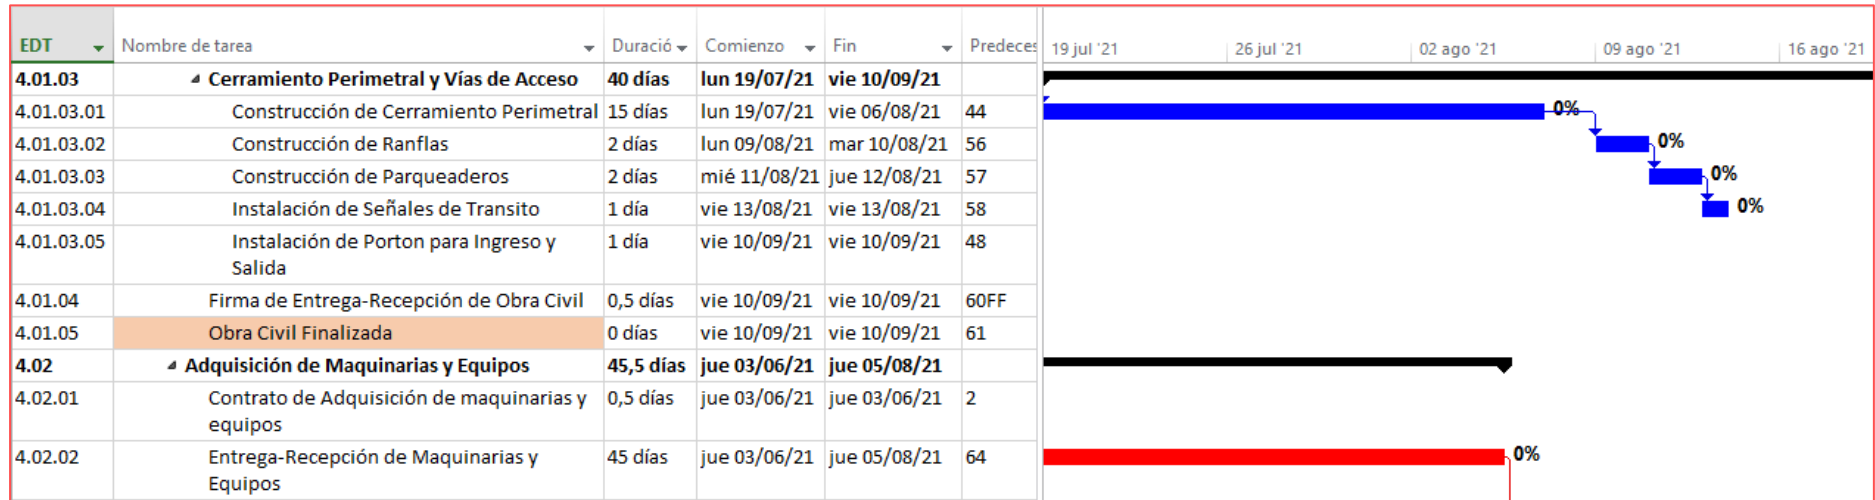 EDT Nombre de tarea Duració Comienzo Fin Predeces 19 jul '21 26 jul '21 02 ago '21 09 ago '21 16 ago '21
4.01.03 Cerramiento Perimetral y Vías de Acceso 40 días lun 19/07/21 vie 10/09/21
4.01.03.01 Construcción de Cerramiento Perimetral 15 días lun 19/07/21 vie 06/08/21 44 0%
4.01.03.02 Construcción de Ranflas 2 días lun 09/08/21 mar 10/08/21 56 0%
4.01.03.03 Construcción de Parqueaderos 2 días mié 11/08/21 jue 12/08/21 57 0%
4.01.03.04 Instalación de Señales de Transito 1 día vie 13/08/21 vie 13/08/21 58 0%
4.01.03.05 Instalación de Porton para Ingreso y 1 día vie 10/09/21 vie 10/09/21 48
Salida
4.01.04 Firma de Entrega-Recepción de Obra Civil 0,5 días vie 10/09/21 vie 10/09/21 60FF
4.01.05 Obra Civil Finalizada 0 días vie 10/09/21 vie 10/09/21 61
4.02 Adquisición de Maquinarias y Equipos 45,5 días jue 03/06/21 jue 05/08/21
4.02.01 Contrato de Adquisición de maquinarias y 0,5 días jue 03/06/21 jue 03/06/21 2
equipos
4.02.02 Entrega-Recepción de Maquinarias y 45 días jue 03/06/21 jue 05/08/21 64 0%
Equipos